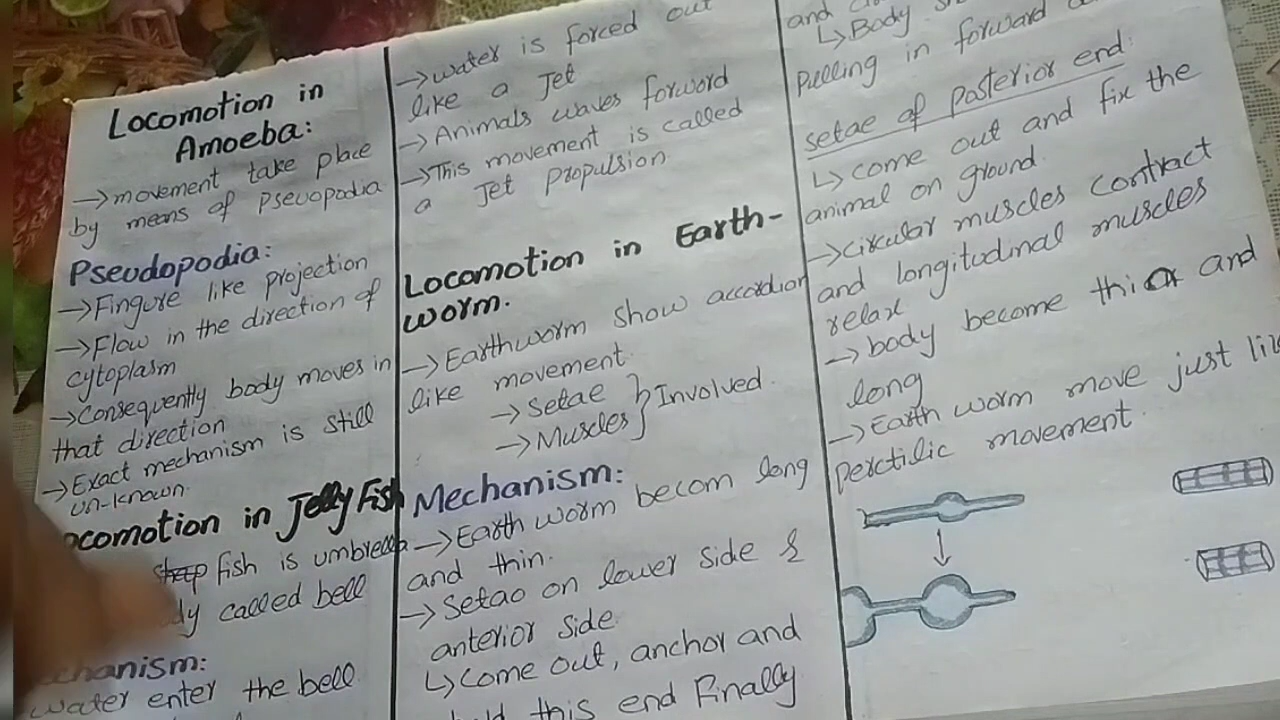 Locomotion in
Amoeba:
→movement take place
by means of psevopodia
Pseudopodia:
→Fingure like projection
→Flow in the direction of
cytoplasm
→Consequently body moves in
that direction
→Exact mechanism is still
un-known.
ocomotion in Jelly Fish
fish is umbrella
dy called bell
chanism:
water enter the bell
→water is forced out
like a Jet
→Animals waves forward
→This movement is called
a Jet propulsion
Locomotion in Earth-
worm.
→Earthworm show accordion
like movement.
→ Setae
→ Muscles } Involved.
Mechanism:
→Earth worm becom long
and thin.
→ Setao on lower side &
anterior side.
↳ Come out, anchor and
this end Finally
and
↳ Body
Pulling in forward
setae of posterior end:
↳ come out and fix the
animal on ground.
→circular muscles contract
and longitudinal muscles
relax
→ body become thick and
long
→ Earth worm move just lik
perctilic movement.